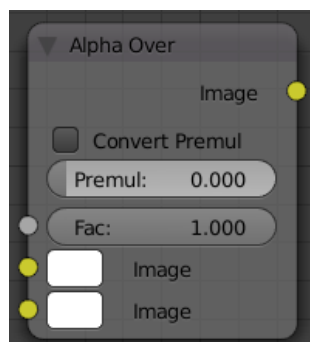 Alpha Over
Image
Convert Premul
Premul: 0.000
Fac: 1.000
Image
Image